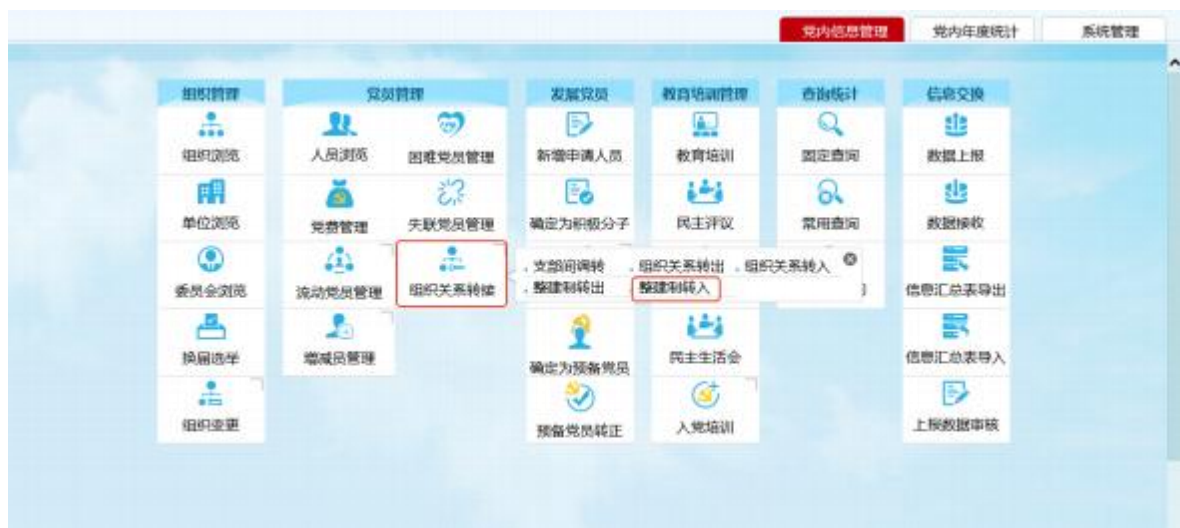 党内信息管理 党内年度统计 系统管理
组织管理 党员管理 发展党员 教育培训管理 查询统计 信息交换
组织浏览 人员浏览 困难党员管理 新增申请人员 教育培训 固定查询 数据上报
单位浏览 党费管理 失联党员管理 确定为积极分子 民主评议 常用查询 数据接收
支部间调转 组织关系转出 组织关系转入
委员会浏览 流动党员管理 组织关系转接 整建制转出 整建制转入 信息汇总表导出
换届选举 增减员管理 确定为预备党员 民主生活会 信息汇总表导入
组织变更 预备党员转正 入党培训 上报数据审核